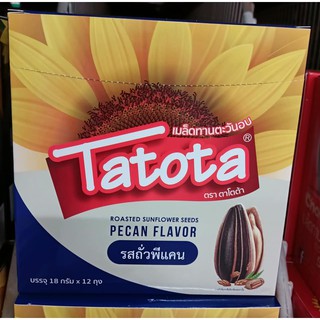 เมล็ดทานตะวันอบ
Tatota®
ตรา ตาโตต้า
ROASTED SUNFLOWER SEEDS
PECAN FLAVOR
รสถั่วพีแคน
บรรจุ 18 กรัม x 12 ถุง